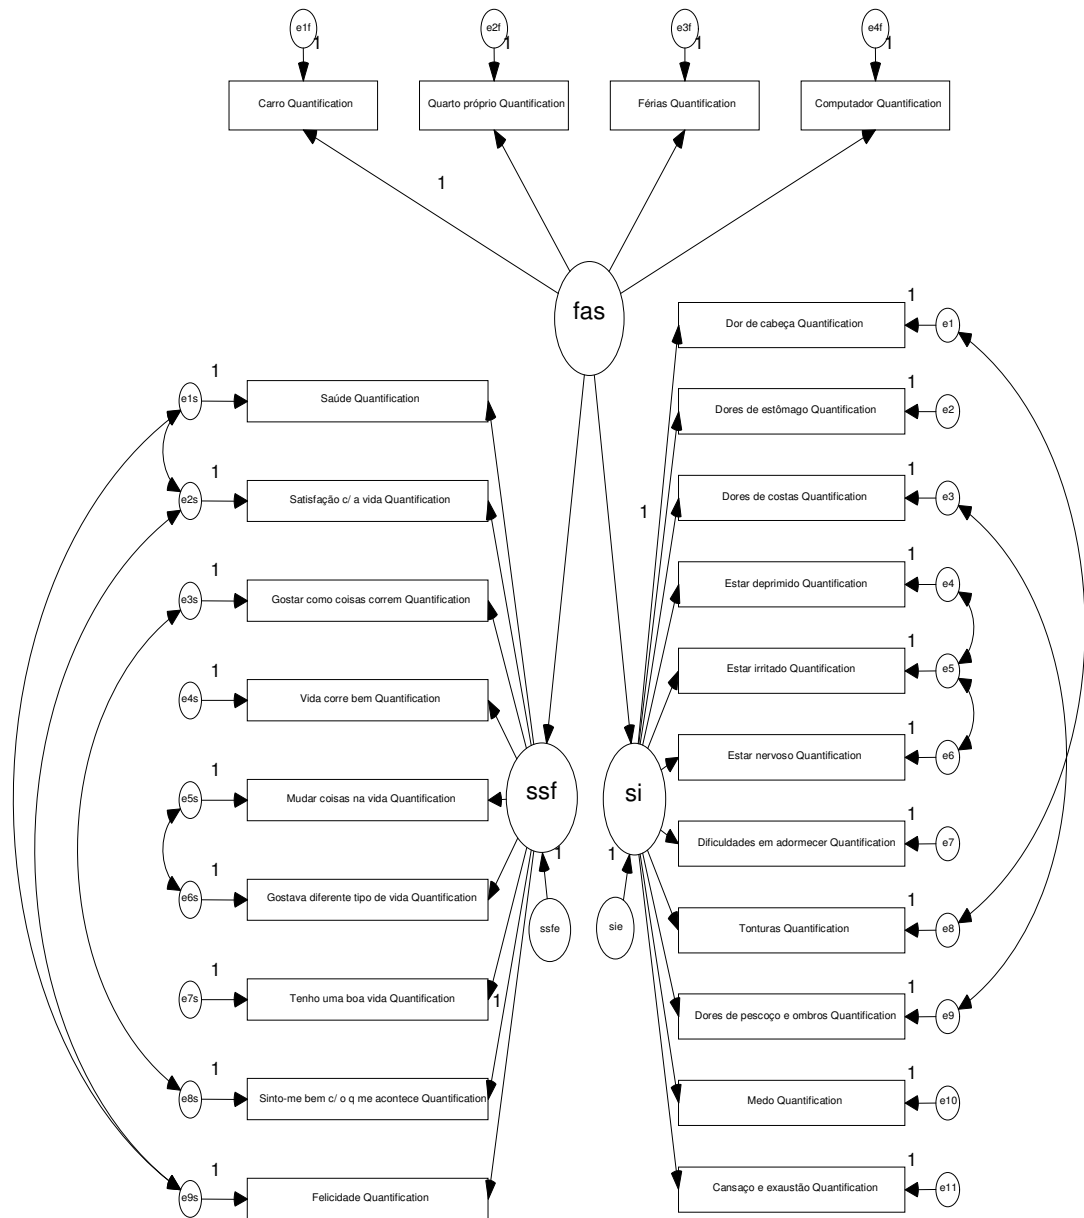 e1f
e2f
e3f
e4f
1
1
1
1
Carro Quantification
Quarto próprio Quantification
Férias Quantification
Computador Quantification
1
fas
1
Dor de cabeça Quantification
e1
1
Saúde Quantification
e1s
1
Dores de estômago Quantification
e2
1
Satisfação c/ a vida Quantification
e2s
1
Dores de costas Quantification
e3
1
1
Gostar como coisas correm Quantification
e3s
1
Estar deprimido Quantification
e4
1
Vida corre bem Quantification
e4s
1
Estar irritado Quantification
e5
1
Estar nervoso Quantification
e6
1
Mudar coisas na vida Quantification
e5s
ssf
si
1
Dificuldades em adormecer Quantification
e7
1
1
1
Gostava diferente tipo de vida Quantification
e6s
ssfe
sie
1
Tonturas Quantification
e8
1
Tenho uma boa vida Quantification
e7s
1
1
Dores de pescoço e ombros Quantification
e9
1
Sinto-me bem c/ o q me acontece Quantification
e8s
1
Medo Quantification
e10
1
Felicidade Quantification
e9s
1
Cansaço e exaustão Quantification
e11